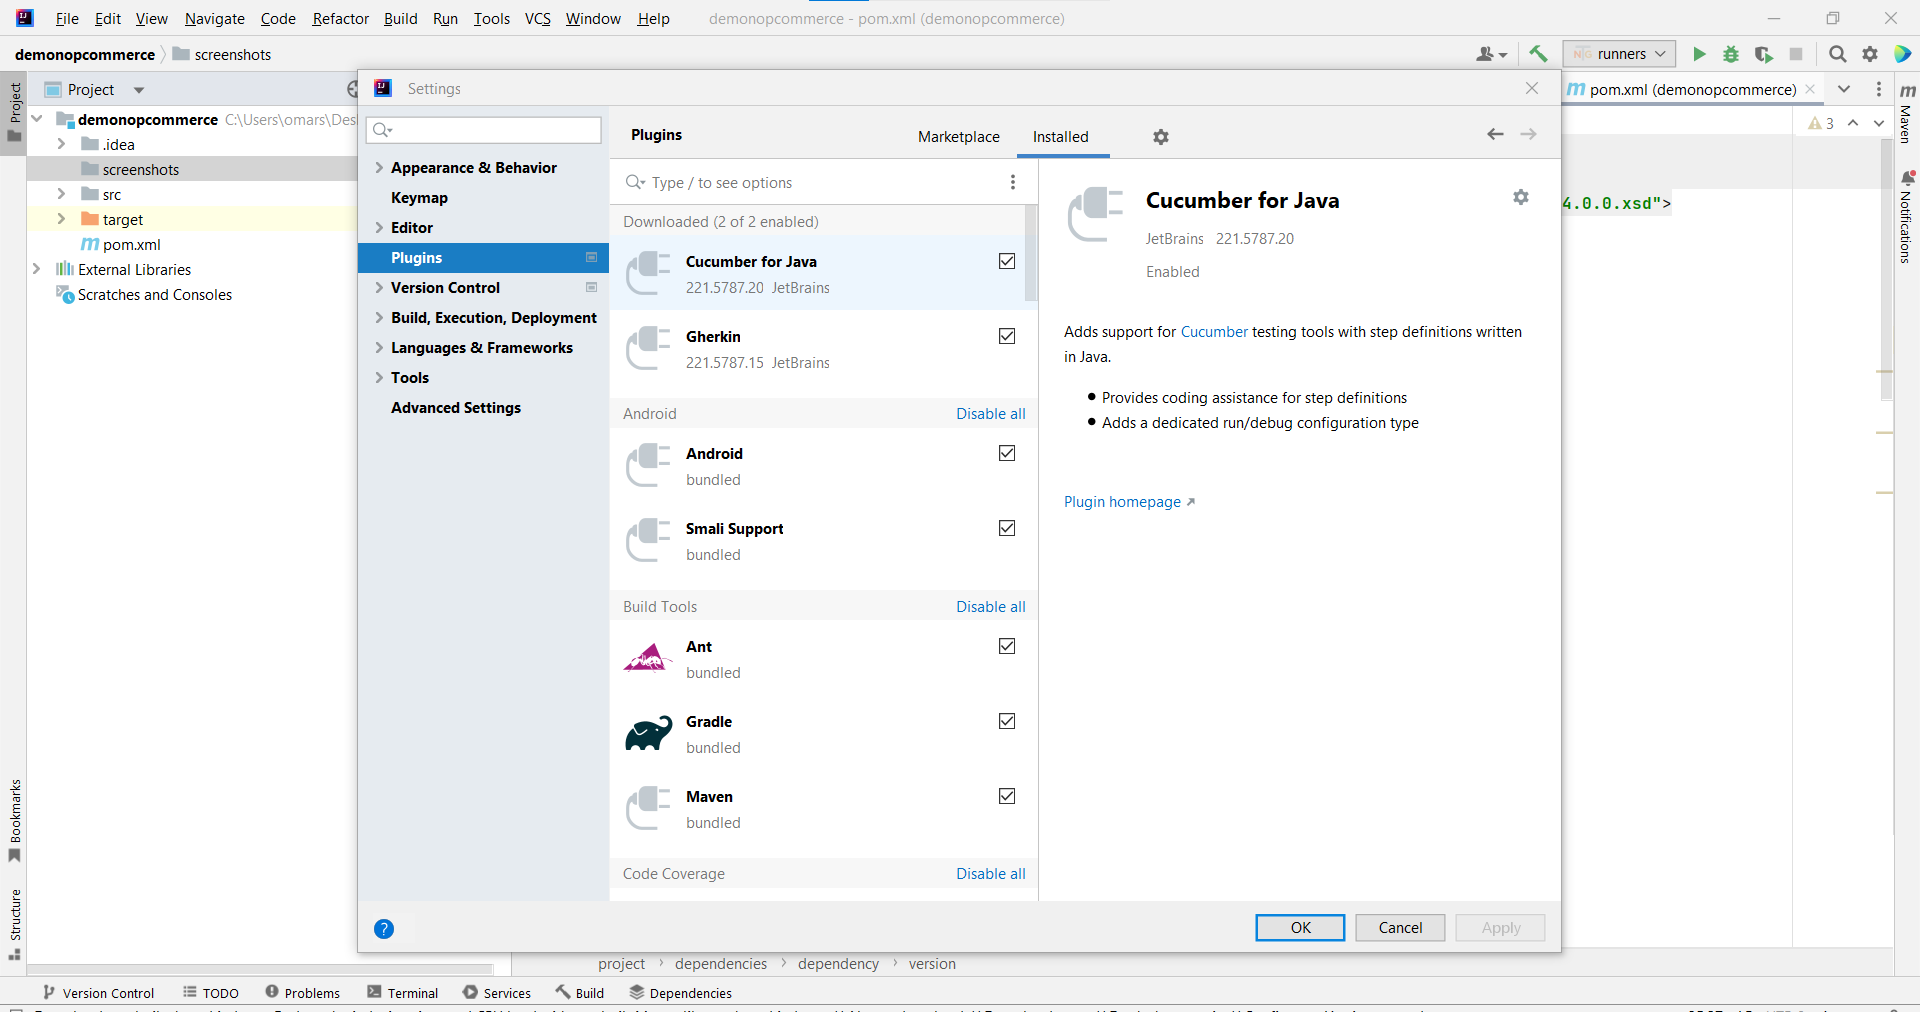 File Edit View Navigate Code Refactor Build Run Tools VCS Window Help demonopcommerce - pom.xml (demonopcommerce)
demonopcommerce screenshots
runners
Project
pom.xml (demonopcommerce)
Project
demonopcommerce C:\Users\omars\Des
.idea
screenshots
src
target
pom.xml
External Libraries
Scratches and Consoles
Bookmarks
Structure
Settings
Appearance & Behavior
Keymap
Editor
Plugins
Version Control
Build, Execution, Deployment
Languages & Frameworks
Tools
Advanced Settings
Plugins Marketplace Installed
Type / to see options
Downloaded (2 of 2 enabled)
Cucumber for Java
221.5787.20 JetBrains
Gherkin
221.5787.15 JetBrains
Android Disable all
Android
bundled
Smali Support
bundled
Build Tools Disable all
Ant
bundled
Gradle
bundled
Maven
bundled
Code Coverage Disable all
Cucumber for Java
JetBrains 221.5787.20
Enabled
Adds support for Cucumber testing tools with step definitions written
in Java.
Provides coding assistance for step definitions
Adds a dedicated run/debug configuration type
Plugin homepage
? OK Cancel Apply
3
4.0.0.xsd">
m Maven
Notifications
project dependencies dependency version
Version Control TODO Problems Terminal Services Build Dependencies